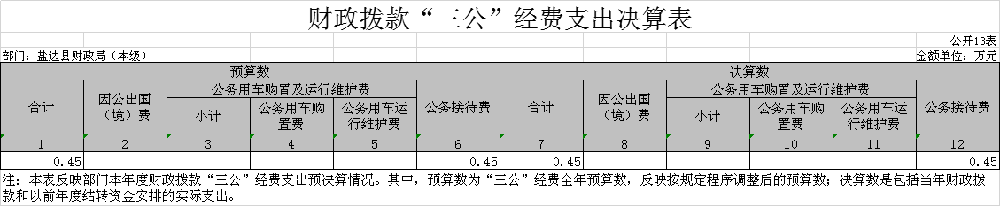 财政拨款“三公”经费支出决算表
公开13表
部门：盐边县财政局（本级） 金额单位：万元
预算数 决算数
合计 因公出国（境）费 公务用车购置及运行维护费 公务接待费 合计 因公出国（境）费 公务用车购置及运行维护费 公务接待费
小计 公务用车购置费 公务用车运行维护费 小计 公务用车购置费 公务用车运行维护费
1 2 3 4 5 6 7 8 9 10 11 12
0.45 0.45 0.45 0.45
注：本表反映部门本年度财政拨款“三公”经费支出预决算情况。其中，预算数为“三公”经费全年预算数，反映按规定程序调整后的预算数；决算数是包括当年财政拨
款和以前年度结转资金安排的实际支出。